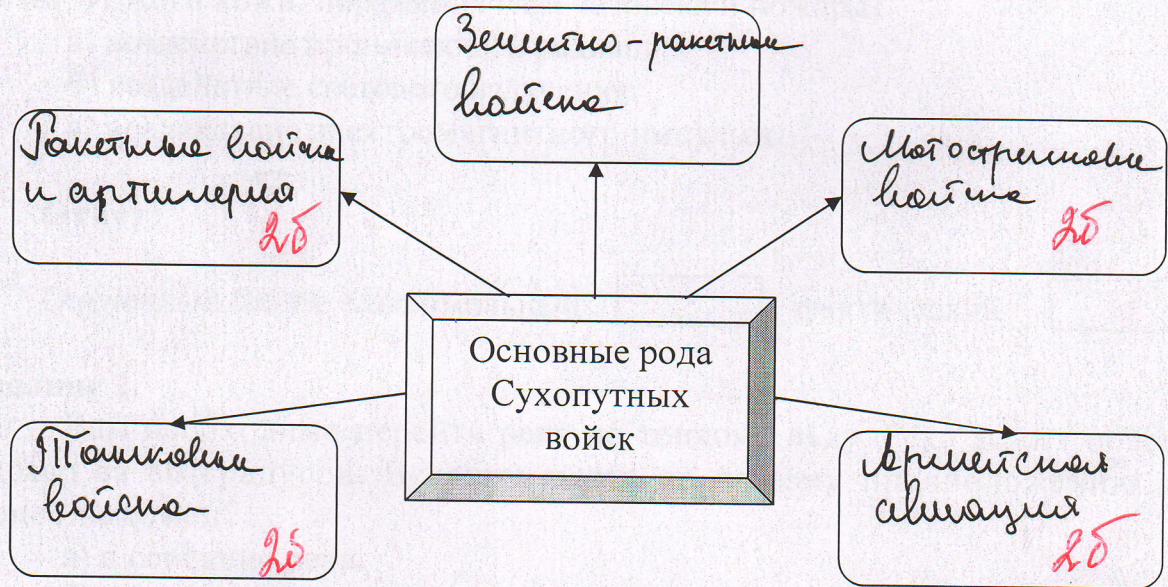 Зенитно-ракетные
войска
Ракетные войска
и артилерия
2б
Мотострелковые
войска
2б
Основные рода
Сухопутных
войск
Танковые
войска
2б
Армейская
авиация
2б